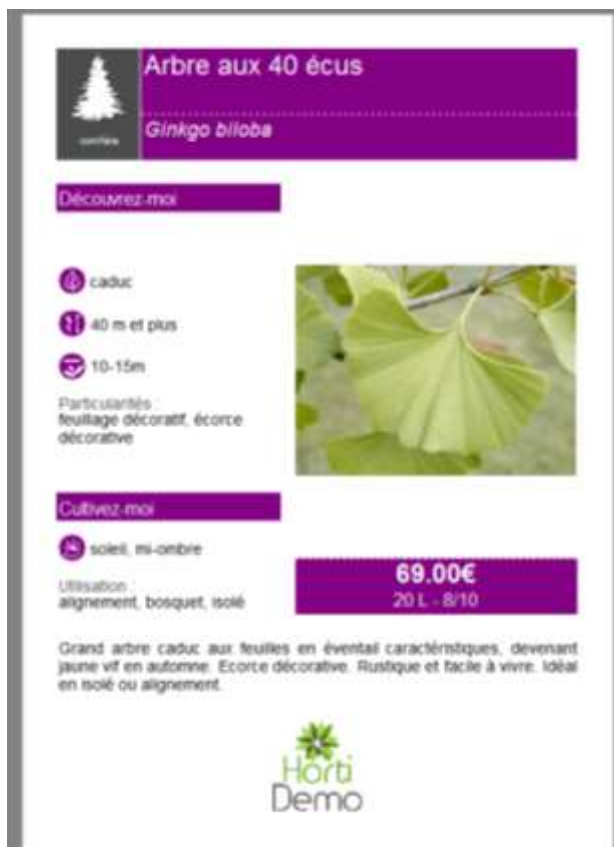 Arbre aux 40 écus
Ginkgo biloba
Découvrez-moi
caduc
40 m et plus
10-15m
Particularités :
feuillage décoratif, écorce
décorative
Cultivez-moi
soleil, mi-ombre
Utilisation :
alignement, bosquet, isolé
69.00€
20 L - 8/10
Grand arbre caduc aux feuilles en éventail caractéristiques, devenant
jaune vif en automne. Ecorce décorative. Rustique et facile à vivre. Idéal
en isolé ou alignement.
Horti
Demo